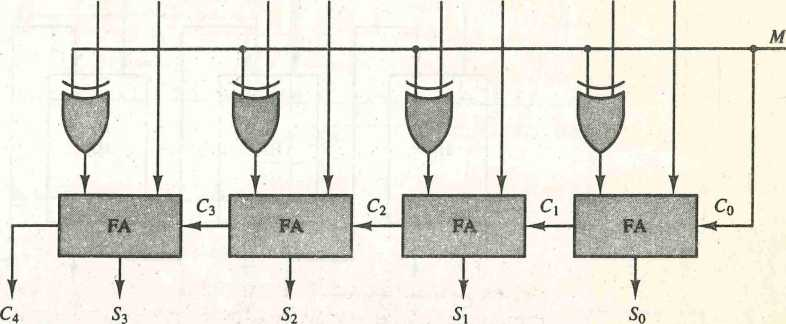 M
C₃ C₂ C₁ C₀
FA FA FA FA
C₄ S₃ S₂ S₁ S₀